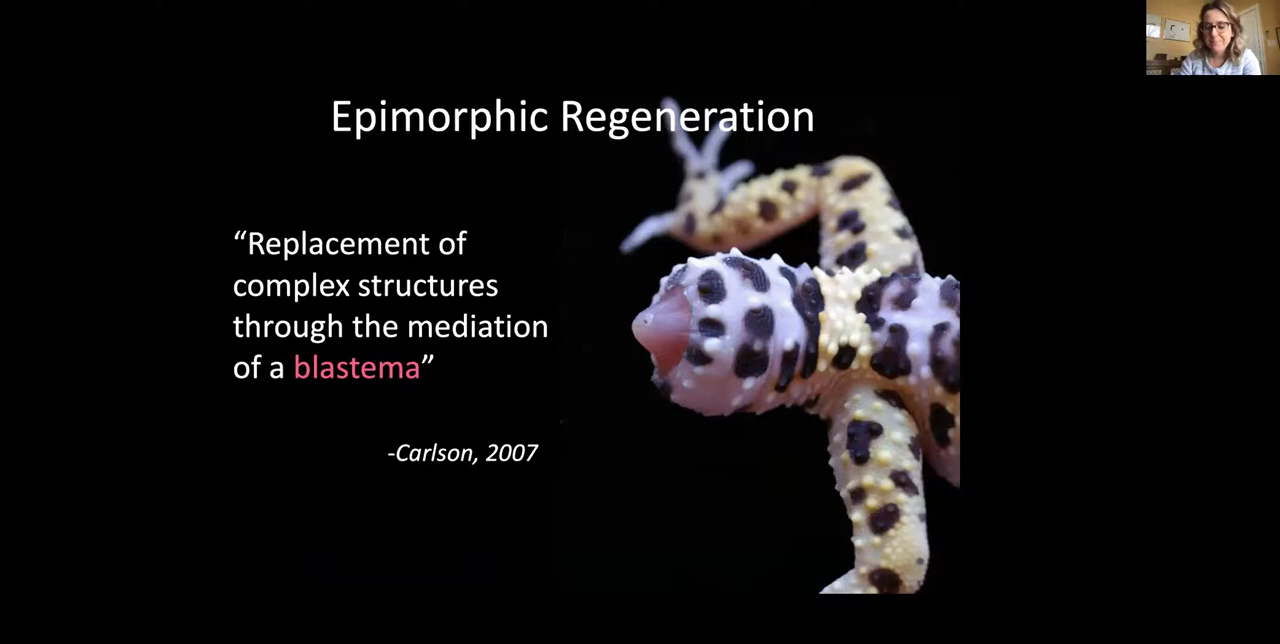 Epimorphic Regeneration
“Replacement of
complex structures
through the mediation
of a blastema”
-Carlson, 2007